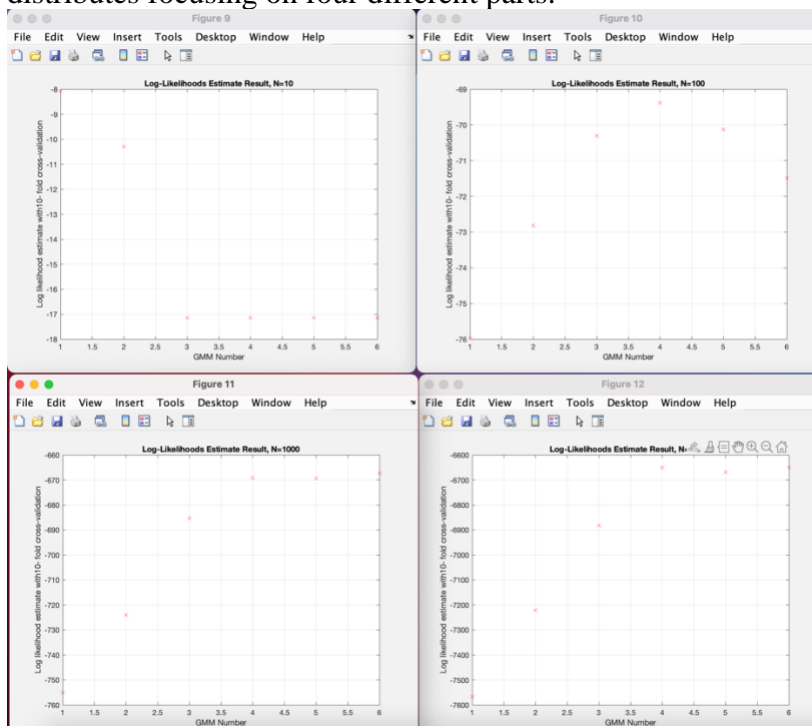 distributes focusing on four different parts.
Figure 9
File Edit View Insert Tools Desktop Window Help
Log-Likelihoods Estimate Result, N=10
Log likelihood estimate with10- fold cross-validation
-8
-9
-10
-11
-12
-13
-14
-15
-16
-17
-18
1 1.5 2 2.5 3 3.5 4 4.5 5 5.5 6
GMM Number
Figure 10
File Edit View Insert Tools Desktop Window Help
Log-Likelihoods Estimate Result, N=100
Log likelihood estimate with10- fold cross-validation
-69
-70
-71
-72
-73
-74
-75
-76
1 1.5 2 2.5 3 3.5 4 4.5 5 5.5 6
GMM Number
Figure 11
File Edit View Insert Tools Desktop Window Help
Log-Likelihoods Estimate Result, N=1000
Log likelihood estimate with10- fold cross-validation
-660
-670
-680
-690
-700
-710
-720
-730
-740
-750
-760
1 1.5 2 2.5 3 3.5 4 4.5 5 5.5 6
GMM Number
Figure 12
File Edit View Insert Tools Desktop Window Help
Log-Likelihoods Estimate Result,
Log likelihood estimate with10- fold cross-validation
-6600
-6700
-6800
-6900
-7000
-7100
-7200
-7300
-7400
-7500
-7600
1 1.5 2 2.5 3 3.5 4 4.5 5 5.5 6
GMM Number